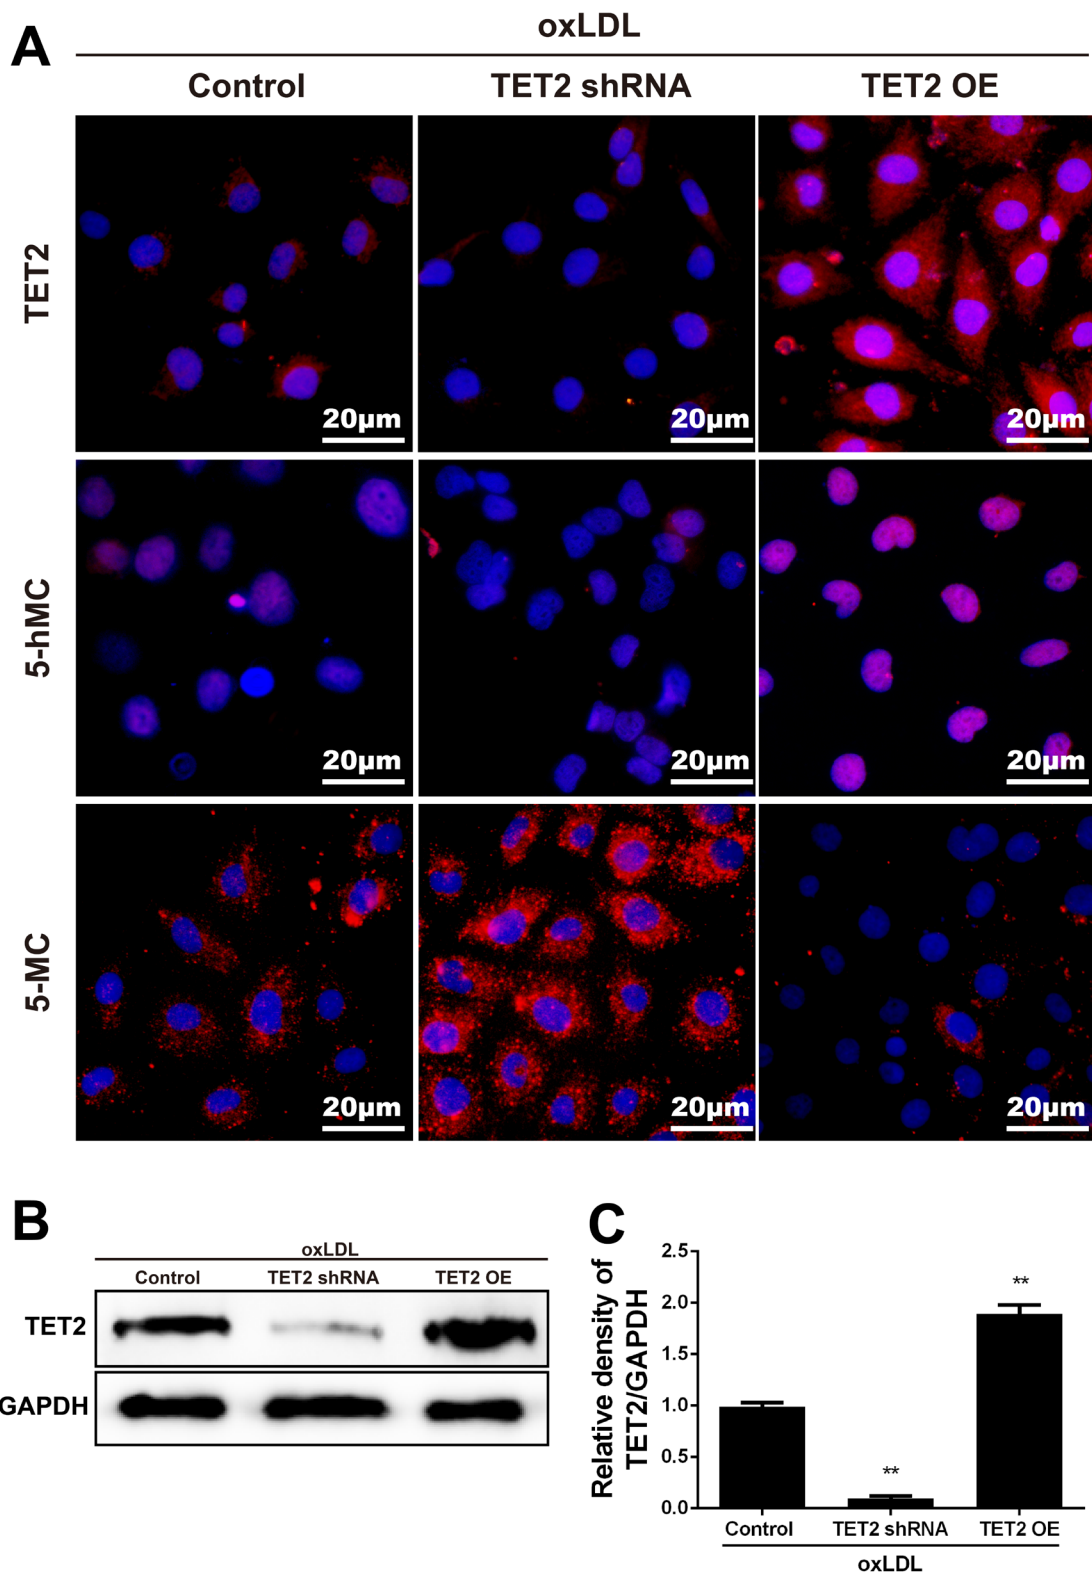 A
oxLDL
Control TET2 shRNA TET2 OE
TET2
20µm 20µm 20µm
5-hMC
20µm 20µm 20µm
5-MC
20µm 20µm 20µm
B
oxLDL
Control TET2 shRNA TET2 OE
TET2
GAPDH
C
Relative density of
TET2/GAPDH
2.5
2.0
1.5
1.0
0.5
0.0
**
**
Control TET2 shRNA TET2 OE
oxLDL